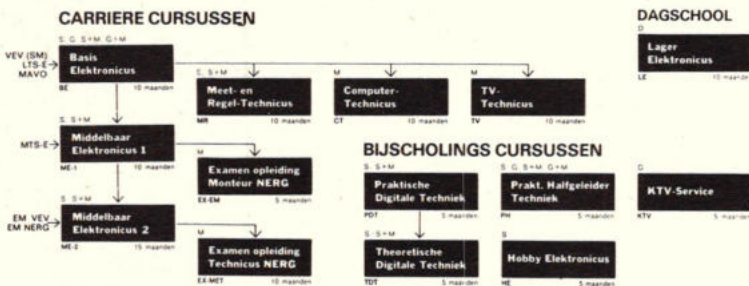 CARRIERE CURSUSSEN
S G S+M G+M
VEV (SM)
LTS-E
MAVO
Basis
Elektronicus
BE 10 maanden
S S+M
Meet- en
Regel-Technicus
MR 10 maanden
M
Computer-
Technicus
CT 10 maanden
M
TV-
Technicus
TV 10 maanden
S S+M
MTS-E
Middelbaar
Elektronicus 1
ME-1 10 maanden
M
Examen opleiding
Monteur NERG
EX-EM 5 maanden
S S+M
EM VEV
EM NERG
Middelbaar
Elektronicus 2
ME-2 15 maanden
M
Examen opleiding
Technicus NERG
EX-MET 10 maanden
BIJSCHOLINGS CURSUSSEN
S S+M
Praktische
Digitale Techniek
PDT 5 maanden
S G S+M G+M
Prakt. Halfgeleider
Techniek
PH 5 maanden
S S+M
Theoretische
Digitale Techniek
TDT 5 maanden
S
Hobby Elektronicus
HE 5 maanden
DAGSCHOOL
D
Lager
Elektronicus
LE 10 maanden
KTV-Service
KTV 5 maanden